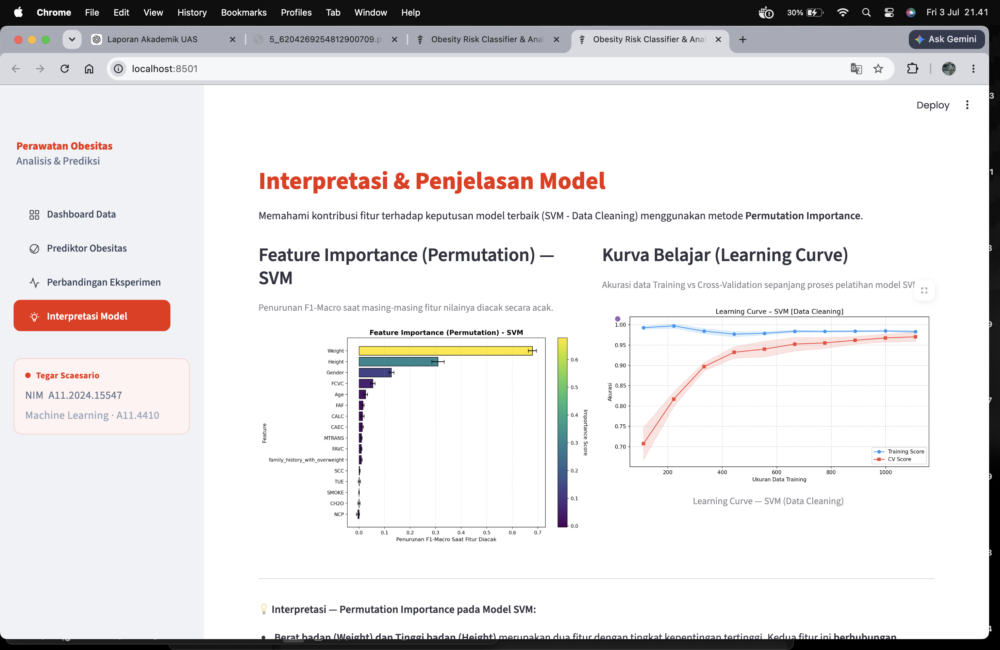 Chrome File Edit View History Bookmarks Profiles Tab Window Help 30% Fri 3 Jul 21.41
Laporan Akademik UAS
5_6204269254812900709.p
Obesity Risk Classifier & Anal
Obesity Risk Classifier & Anal
Ask Gemini
localhost:8501
Deploy
Perawatan Obesitas
Analisis & Prediksi
Dashboard Data
Prediktor Obesitas
Perbandingan Eksperimen
Interpretasi Model
Tegar Scaesario
NIM A11.2024.15547
Machine Learning · A11.4410
Interpretasi & Penjelasan Model
Memahami kontribusi fitur terhadap keputusan model terbaik (SVM - Data Cleaning) menggunakan metode Permutation Importance.
Feature Importance (Permutation) —
SVM
Penurunan F1-Macro saat masing-masing fitur nilainya diacak secara acak.
Feature Importance (Permutation) - SVM
Feature
Weight
Height
Gender
FCVC
Age
FAF
CALC
CAEC
MTRANS
FAVC
family_history_with_overweight
SCC
TUE
SMOKE
CH2O
NCP
0.0 0.1 0.2 0.3 0.4 0.5 0.6 0.7
Penurunan F1-Macro Saat Fitur Diacak
0.6
0.5
0.4
0.3
0.2
0.1
0.0
Importance Score
Kurva Belajar (Learning Curve)
Akurasi data Training vs Cross-Validation sepanjang proses pelatihan model
Learning Curve – SVM [Data Cleaning]
Akurasi
1.00
0.95
0.90
0.85
0.80
0.75
0.70
Training Score
CV Score
200 400 600 800 1000
Ukuran Data Training
Learning Curve — SVM (Data Cleaning)
Interpretasi — Permutation Importance pada Model SVM:
• Berat badan (Weight) dan Tinggi badan (Height) merupakan dua fitur dengan tingkat kepentingan tertinggi. Kedua fitur ini berhubungan